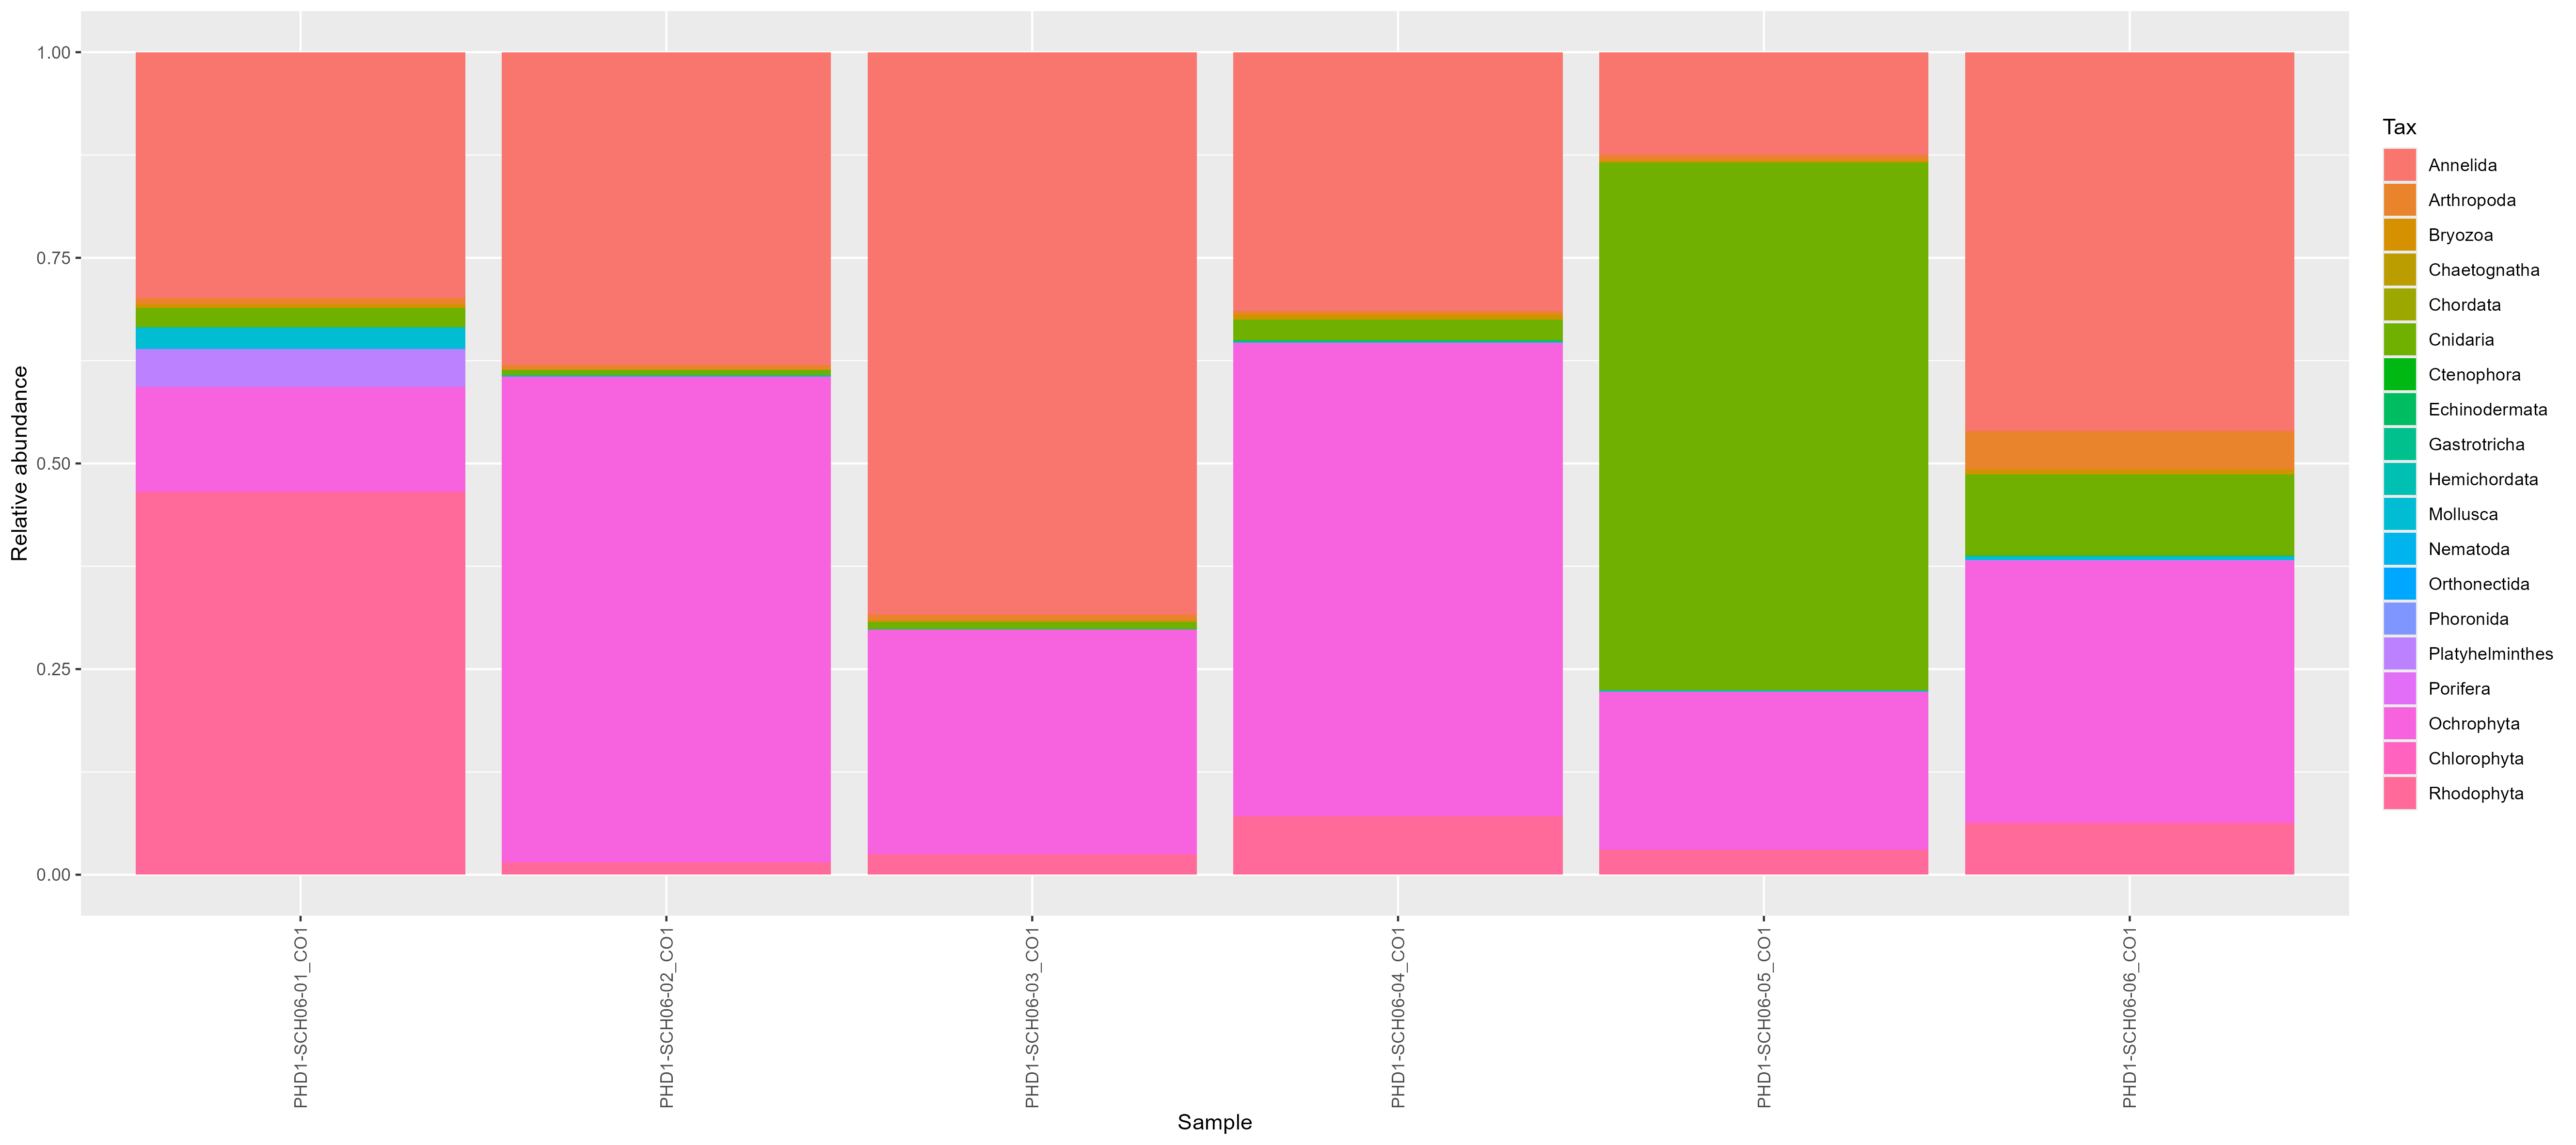 Relative abundance
1.00
0.75
0.50
0.25
0.00
PHD1-SCH06-01_CO1
PHD1-SCH06-02_CO1
PHD1-SCH06-03_CO1
PHD1-SCH06-04_CO1
PHD1-SCH06-05_CO1
PHD1-SCH06-06_CO1
Sample
Tax
Annelida
Arthropoda
Bryozoa
Chaetognatha
Chordata
Cnidaria
Ctenophora
Echinodermata
Gastrotricha
Hemichordata
Mollusca
Nematoda
Orthonectida
Phoronida
Platyhelminthes
Porifera
Ochrophyta
Chlorophyta
Rhodophyta